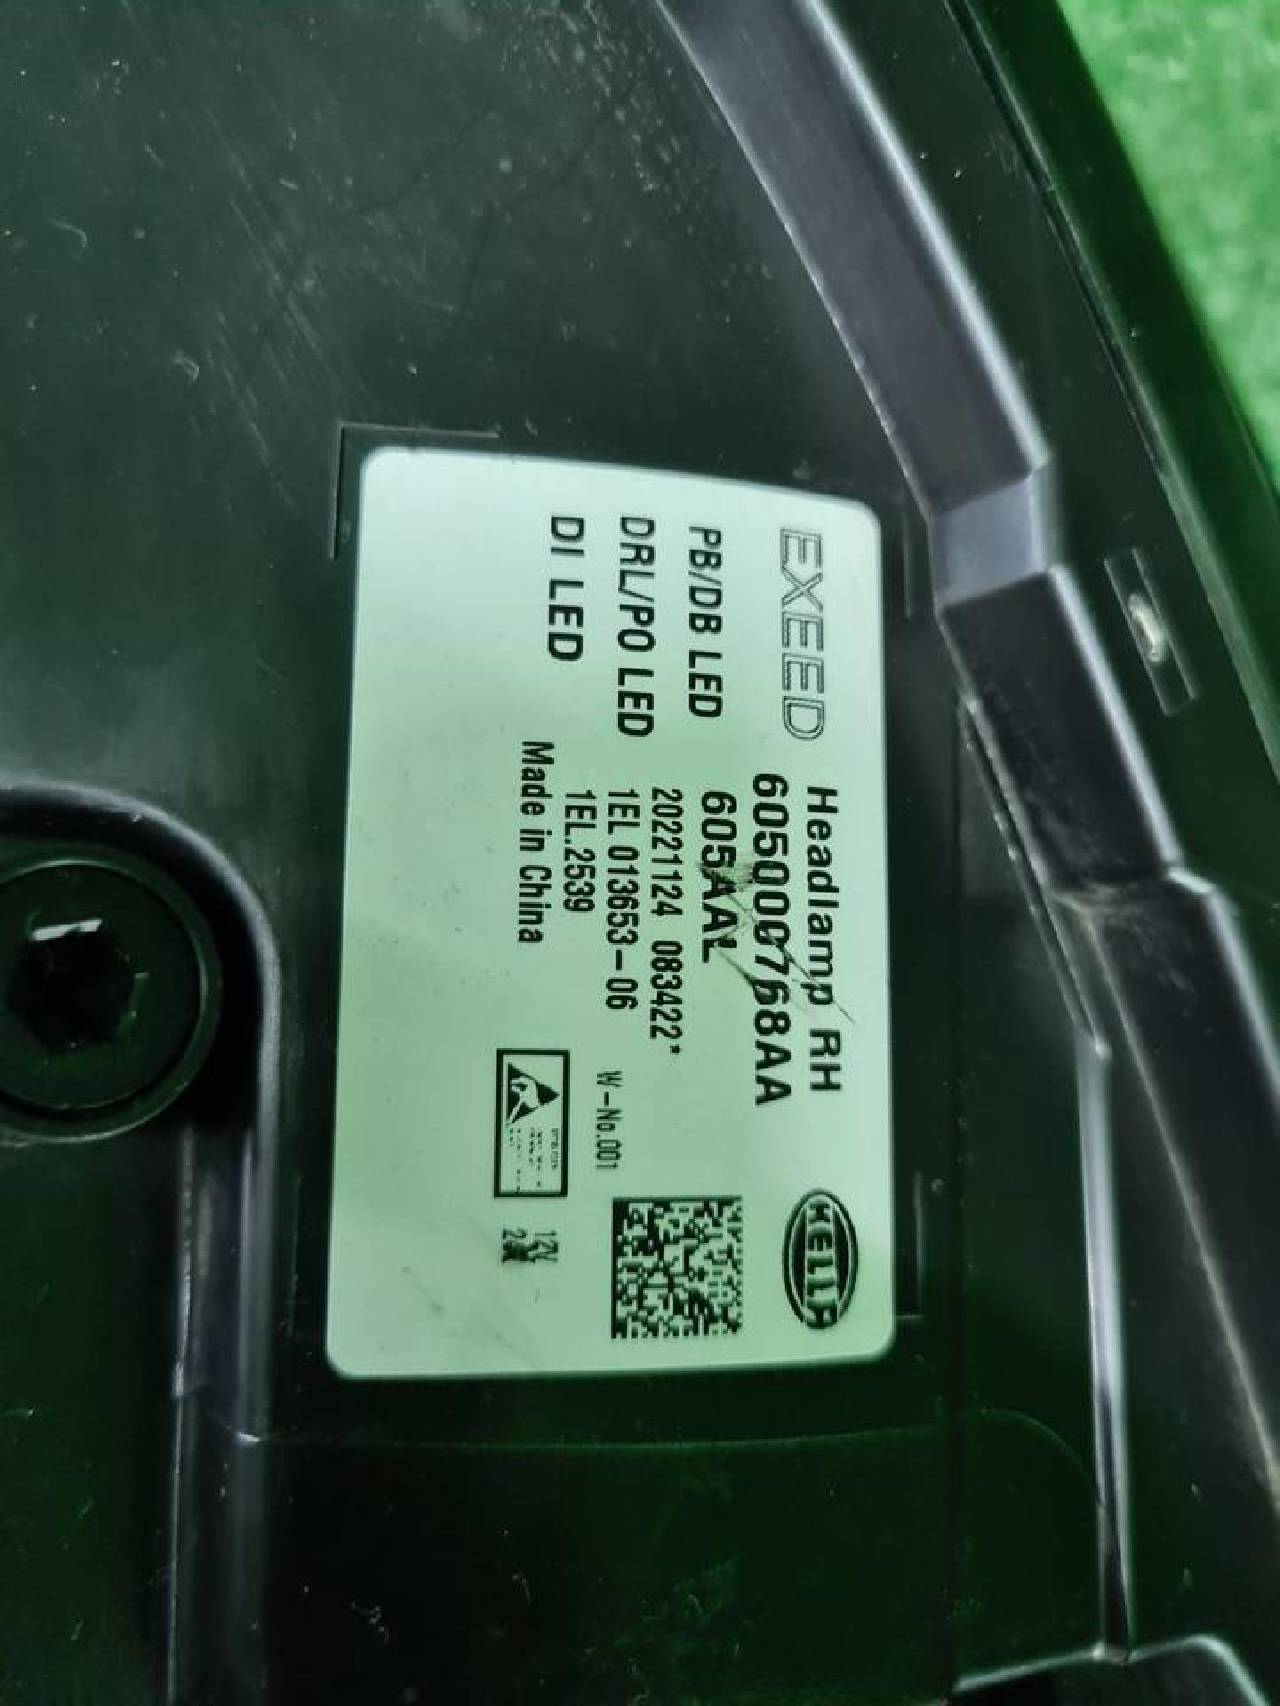 EXEED
Headlamp RH
605000768AA
PB/DB LED
605AAL
DRL/PO LED
20221124 083422*
DI LED
1EL 013653-06
1EL.2539
Made in China
W-No.001
12V
HELLA